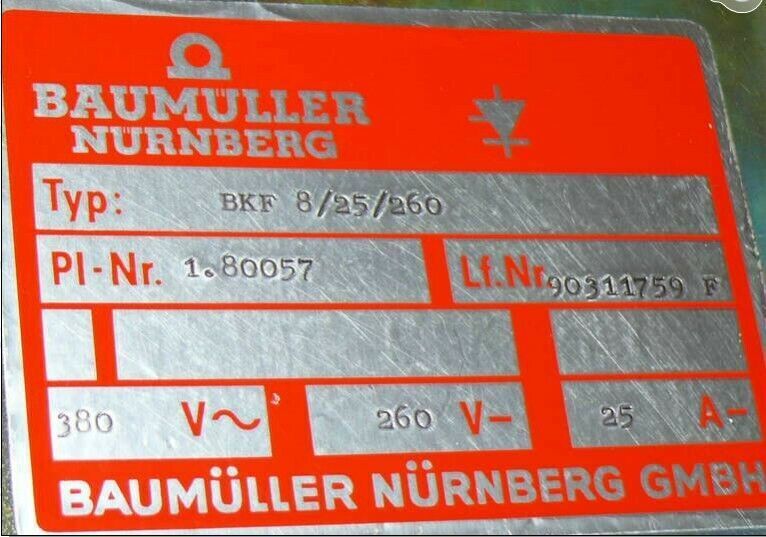 BAUMÜLLER
NÜRNBERG
Typ: BKF 8/25/260
Pl-Nr. 1.80057 Lf.Nr. 90311759 F
380 V~ 260 V- 25 A-
BAUMÜLLER NÜRNBERG GMBH